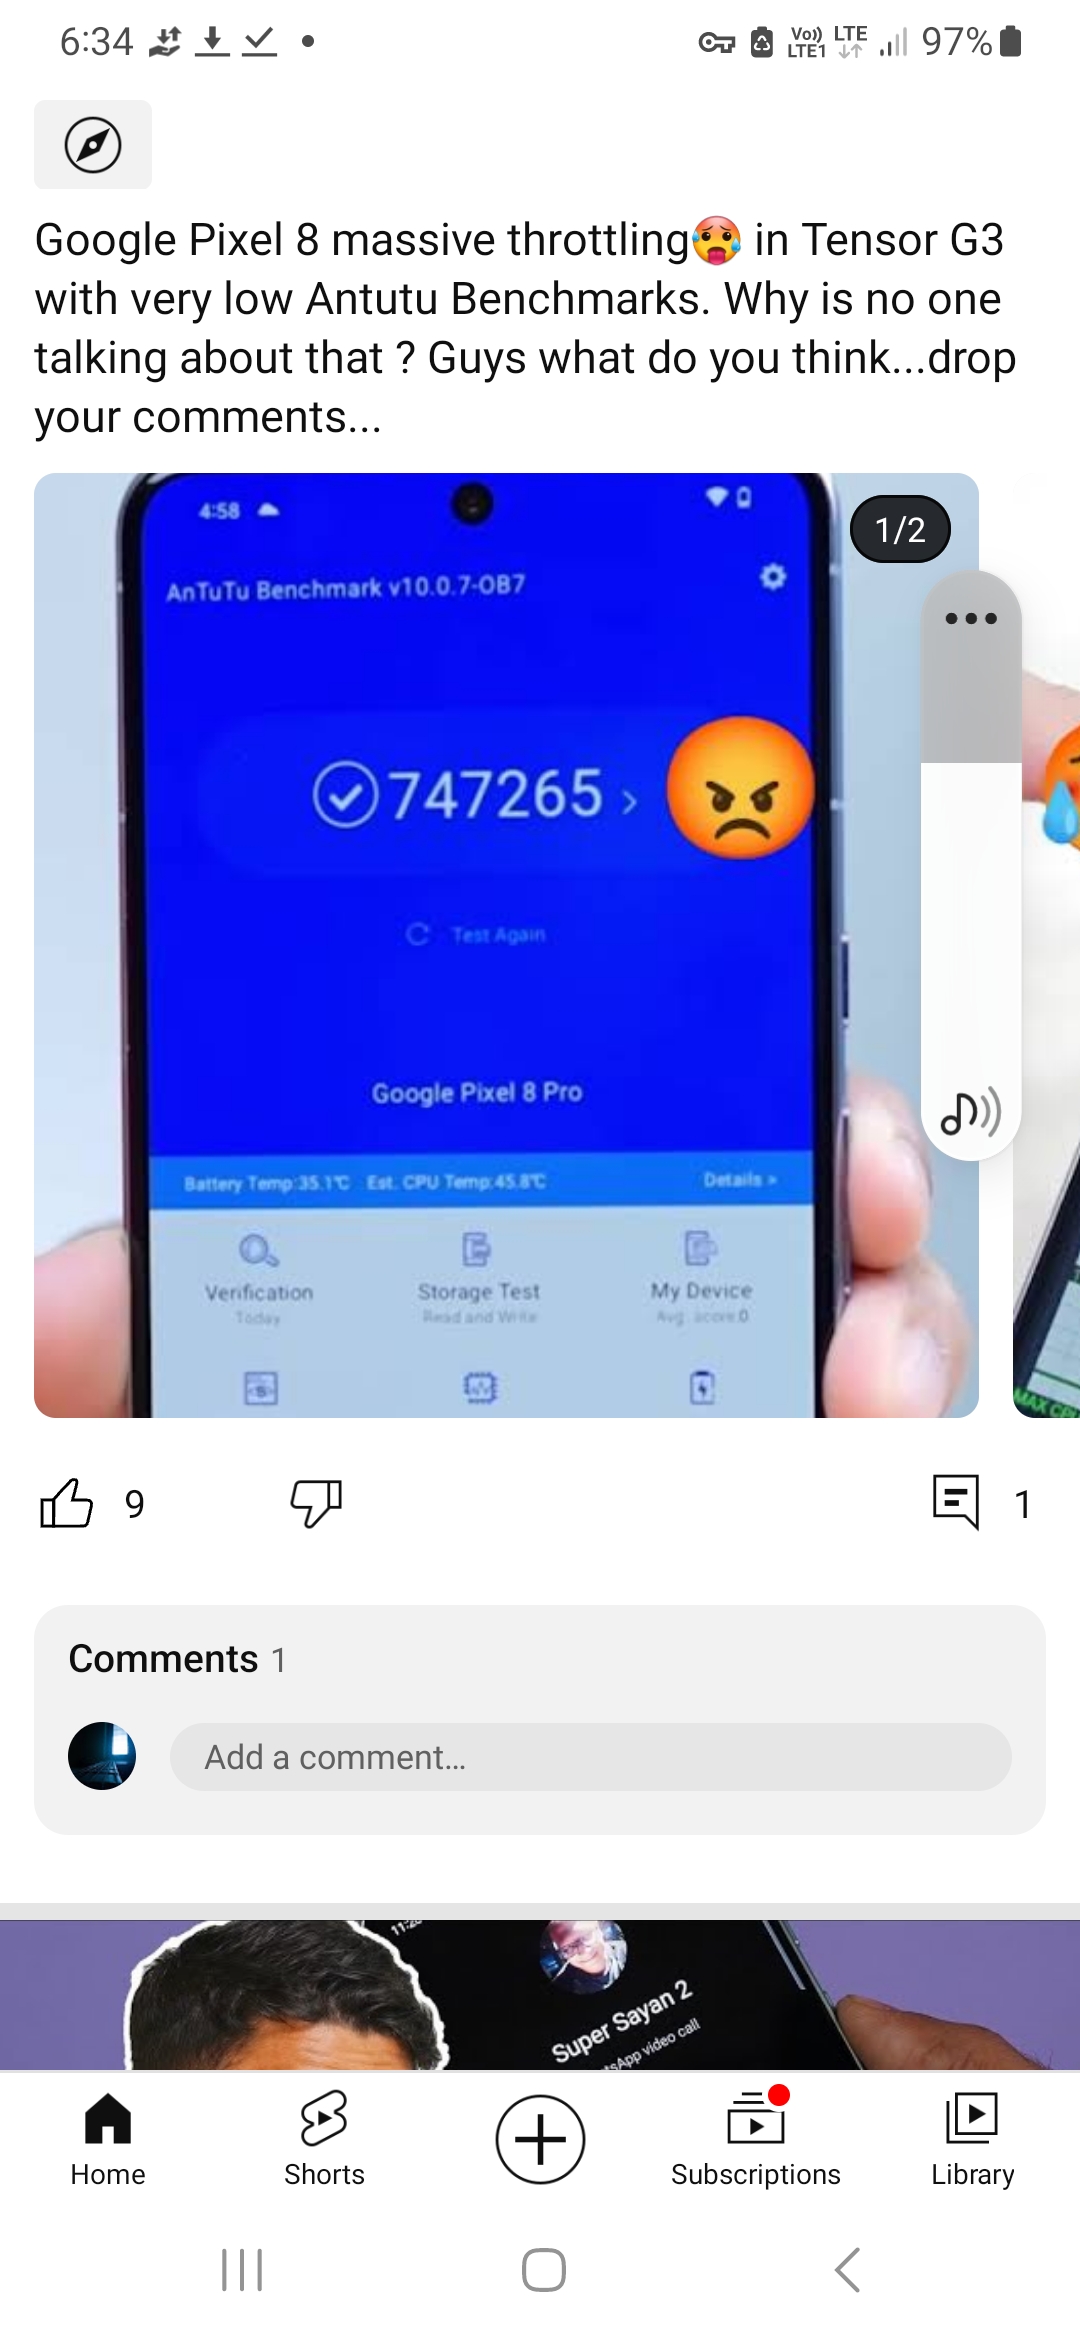 6:34
Vo)) LTE1 LTE 97%
Google Pixel 8 massive throttling🥵 in Tensor G3
with very low Antutu Benchmarks. Why is no one
talking about that ? Guys what do you think...drop
your comments...
1/2
4:58
AnTuTu Benchmark v10.0.7-OB7
747265 >
Test Again
Google Pixel 8 Pro
Battery Temp:35.1°C Est. CPU Temp:45.8°C Details >
Verification Storage Test My Device
Today Read and Write Avg. score:0
MAX CP
9
1
Comments 1
Add a comment...
11:2
Super Sayan 2
sApp video call
Home Shorts Subscriptions Library